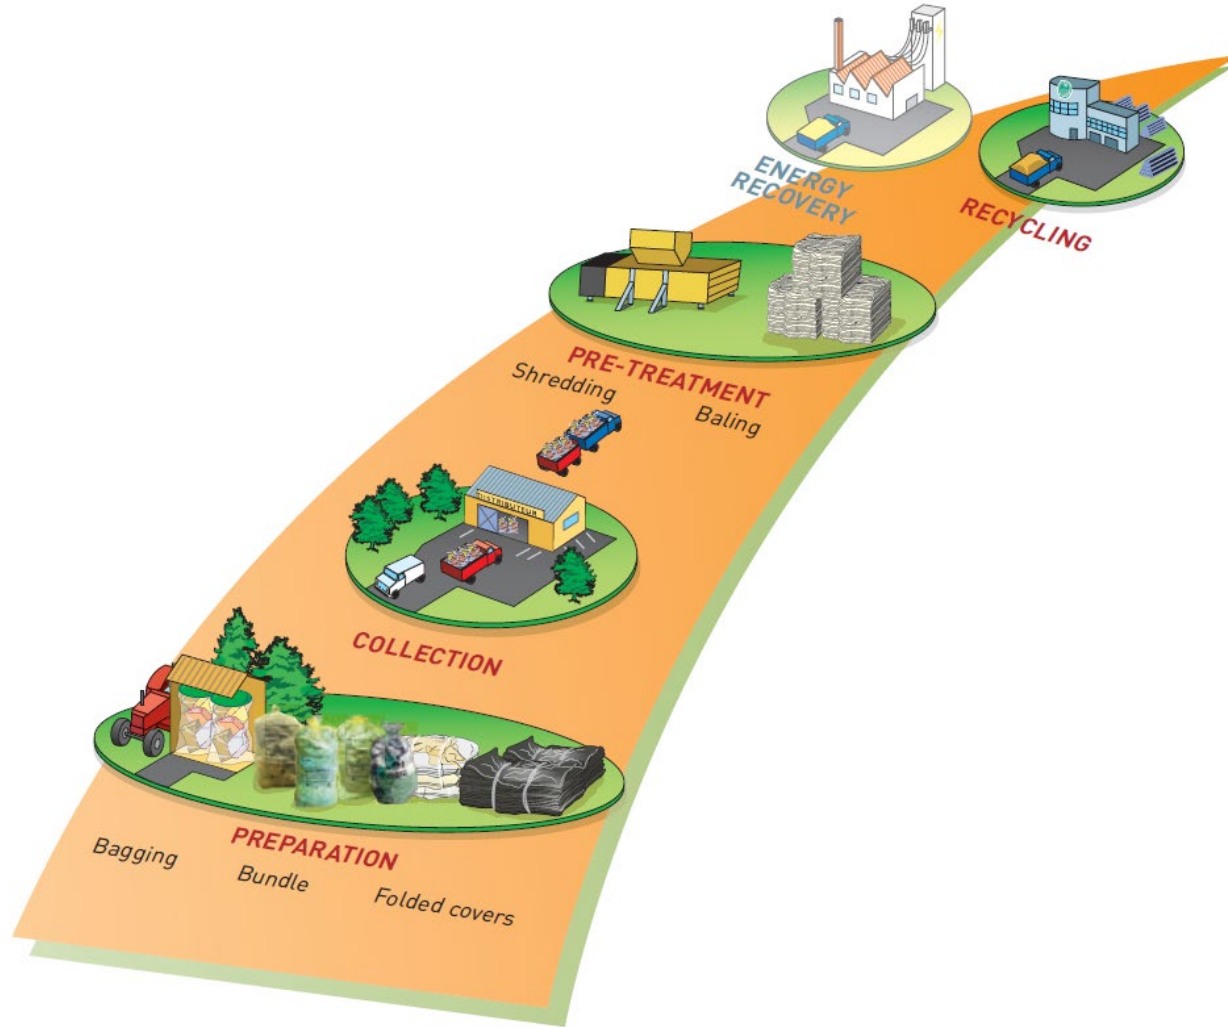 ENERGY
RECOVERY
RECYCLING
PRE-TREATMENT
Shredding
Baling
DISTRIBUTEUR
COLLECTION
PREPARATION
Bagging
Bundle
Folded covers